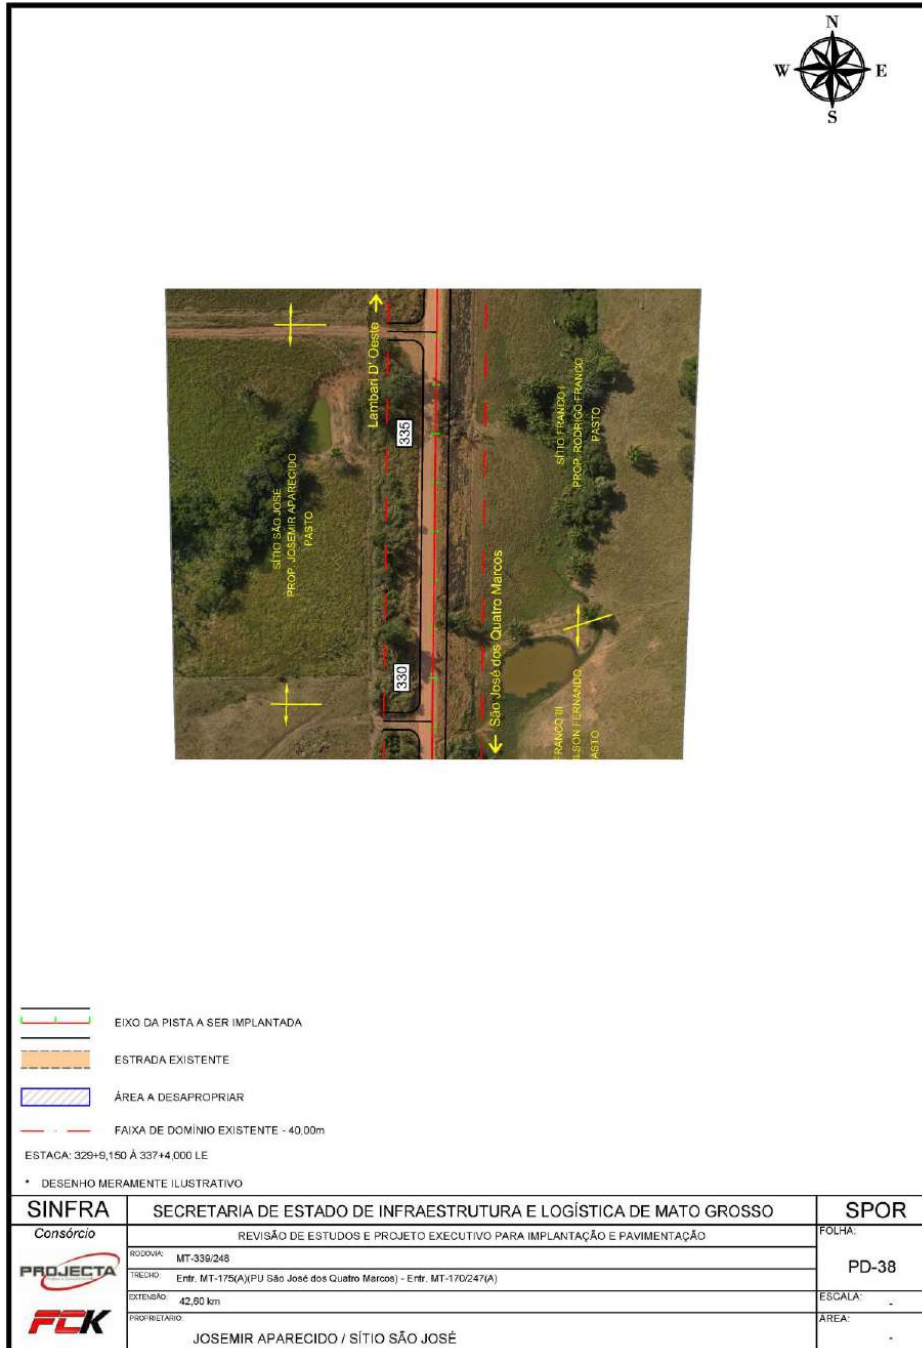 N
W E
S
Lambari D' Oeste
335
SÍTIO SÃO JOSÉ
PROP. JOSEMIR APARECIDO
PASTO
SÍTIO FRANCO I
PROP. RODRIGO FRANCO
PASTO
São José dos Quatro Marcos
330
FRANCO III
LSON FERNANDO
ASTO
EIXO DA PISTA A SER IMPLANTADA
ESTRADA EXISTENTE
ÁREA A DESAPROPRIAR
FAIXA DE DOMÍNIO EXISTENTE - 40,00m
ESTACA: 329+9,150 À 337+4,000 LE
* DESENHO MERAMENTE ILUSTRATIVO
SINFRA
SECRETARIA DE ESTADO DE INFRAESTRUTURA E LOGÍSTICA DE MATO GROSSO
SPOR
Consórcio
REVISÃO DE ESTUDOS E PROJETO EXECUTIVO PARA IMPLANTAÇÃO E PAVIMENTAÇÃO
FOLHA:
PD-38
PROJECTA
RODOVIA: MT-339/248
TRECHO: Entr. MT-175(A)(PU São José dos Quatro Marcos) - Entr. MT-170/247(A)
EXTENSÃO: 42,60 km
ESCALA: -
FCK
PROPRIETÁRIO:
JOSEMIR APARECIDO / SÍTIO SÃO JOSÉ
ÁREA:
-